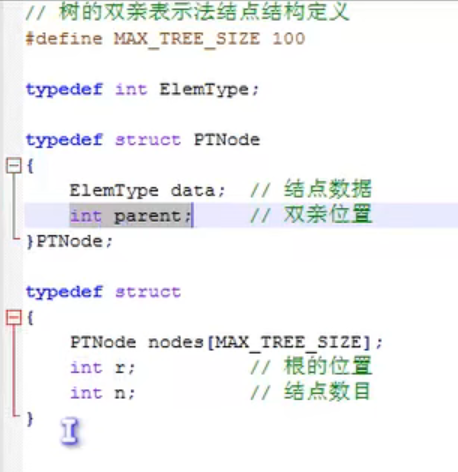 // 树的双亲表示法结点结构定义
#define MAX_TREE_SIZE 100
typedef int ElemType;
typedef struct PTNode
{
ElemType data; // 结点数据
int parent; // 双亲位置
}PTNode;
typedef struct
{
PTNode nodes[MAX_TREE_SIZE];
int r; // 根的位置
int n; // 结点数目
}